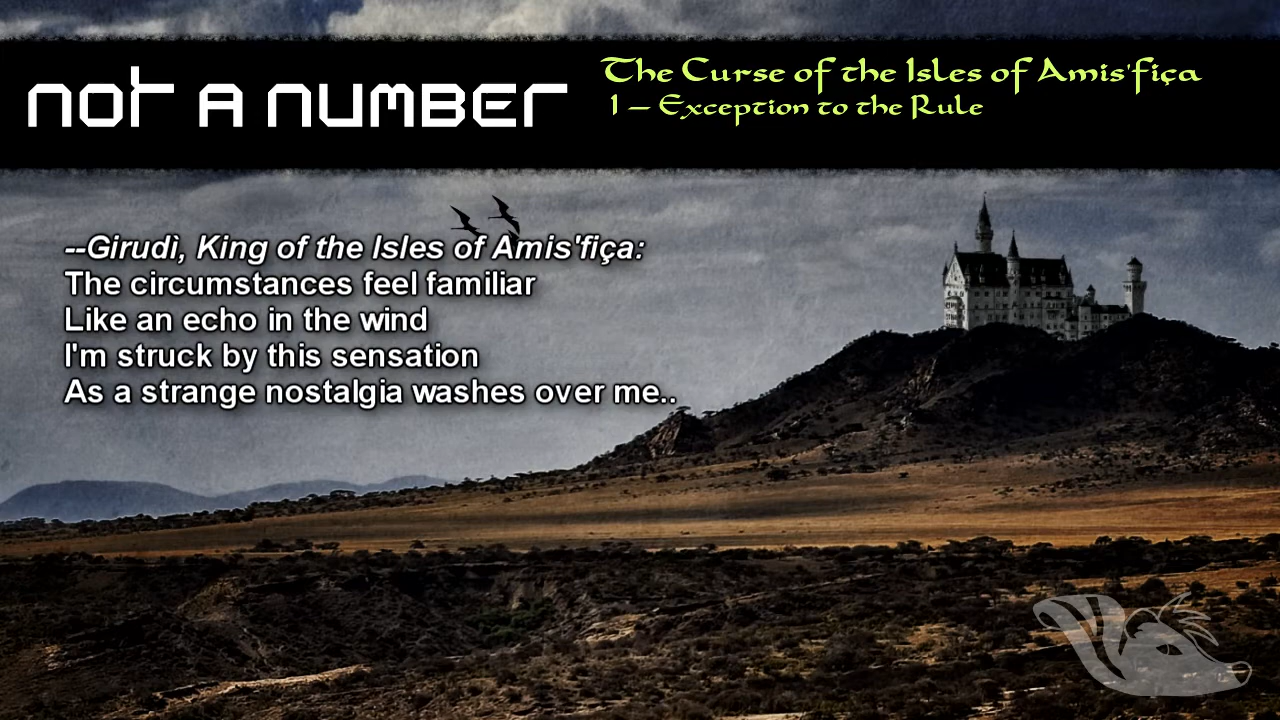 not a number
The Curse of the Isles of Amis'fiça
1 – Exception to the Rule
--Girudì, King of the Isles of Amis'fiça:
The circumstances feel familiar
Like an echo in the wind
I'm struck by this sensation
As a strange nostalgia washes over me..